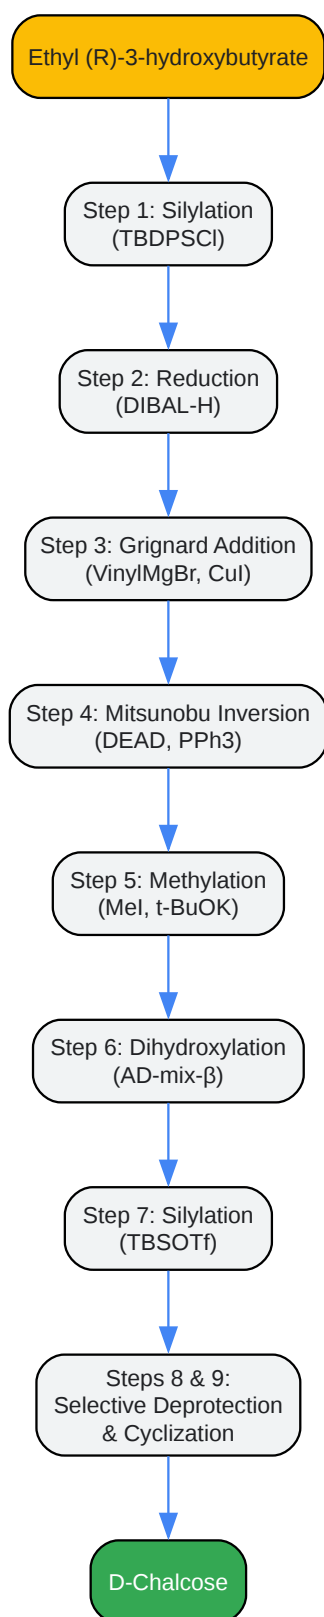 Ethyl (R)-3-hydroxybutyrate
Step 1: Silylation
(TBDPSCl)
Step 2: Reduction
(DIBAL-H)
Step 3: Grignard Addition
(VinylMgBr, CuI)
Step 4: Mitsunobu Inversion
(DEAD, PPh3)
Step 5: Methylation
(MeI, t-BuOK)
Step 6: Dihydroxylation
(AD-mix-β)
Step 7: Silylation
(TBSOTf)
Steps 8 & 9:
Selective Deprotection
& Cyclization
D-Chalcose